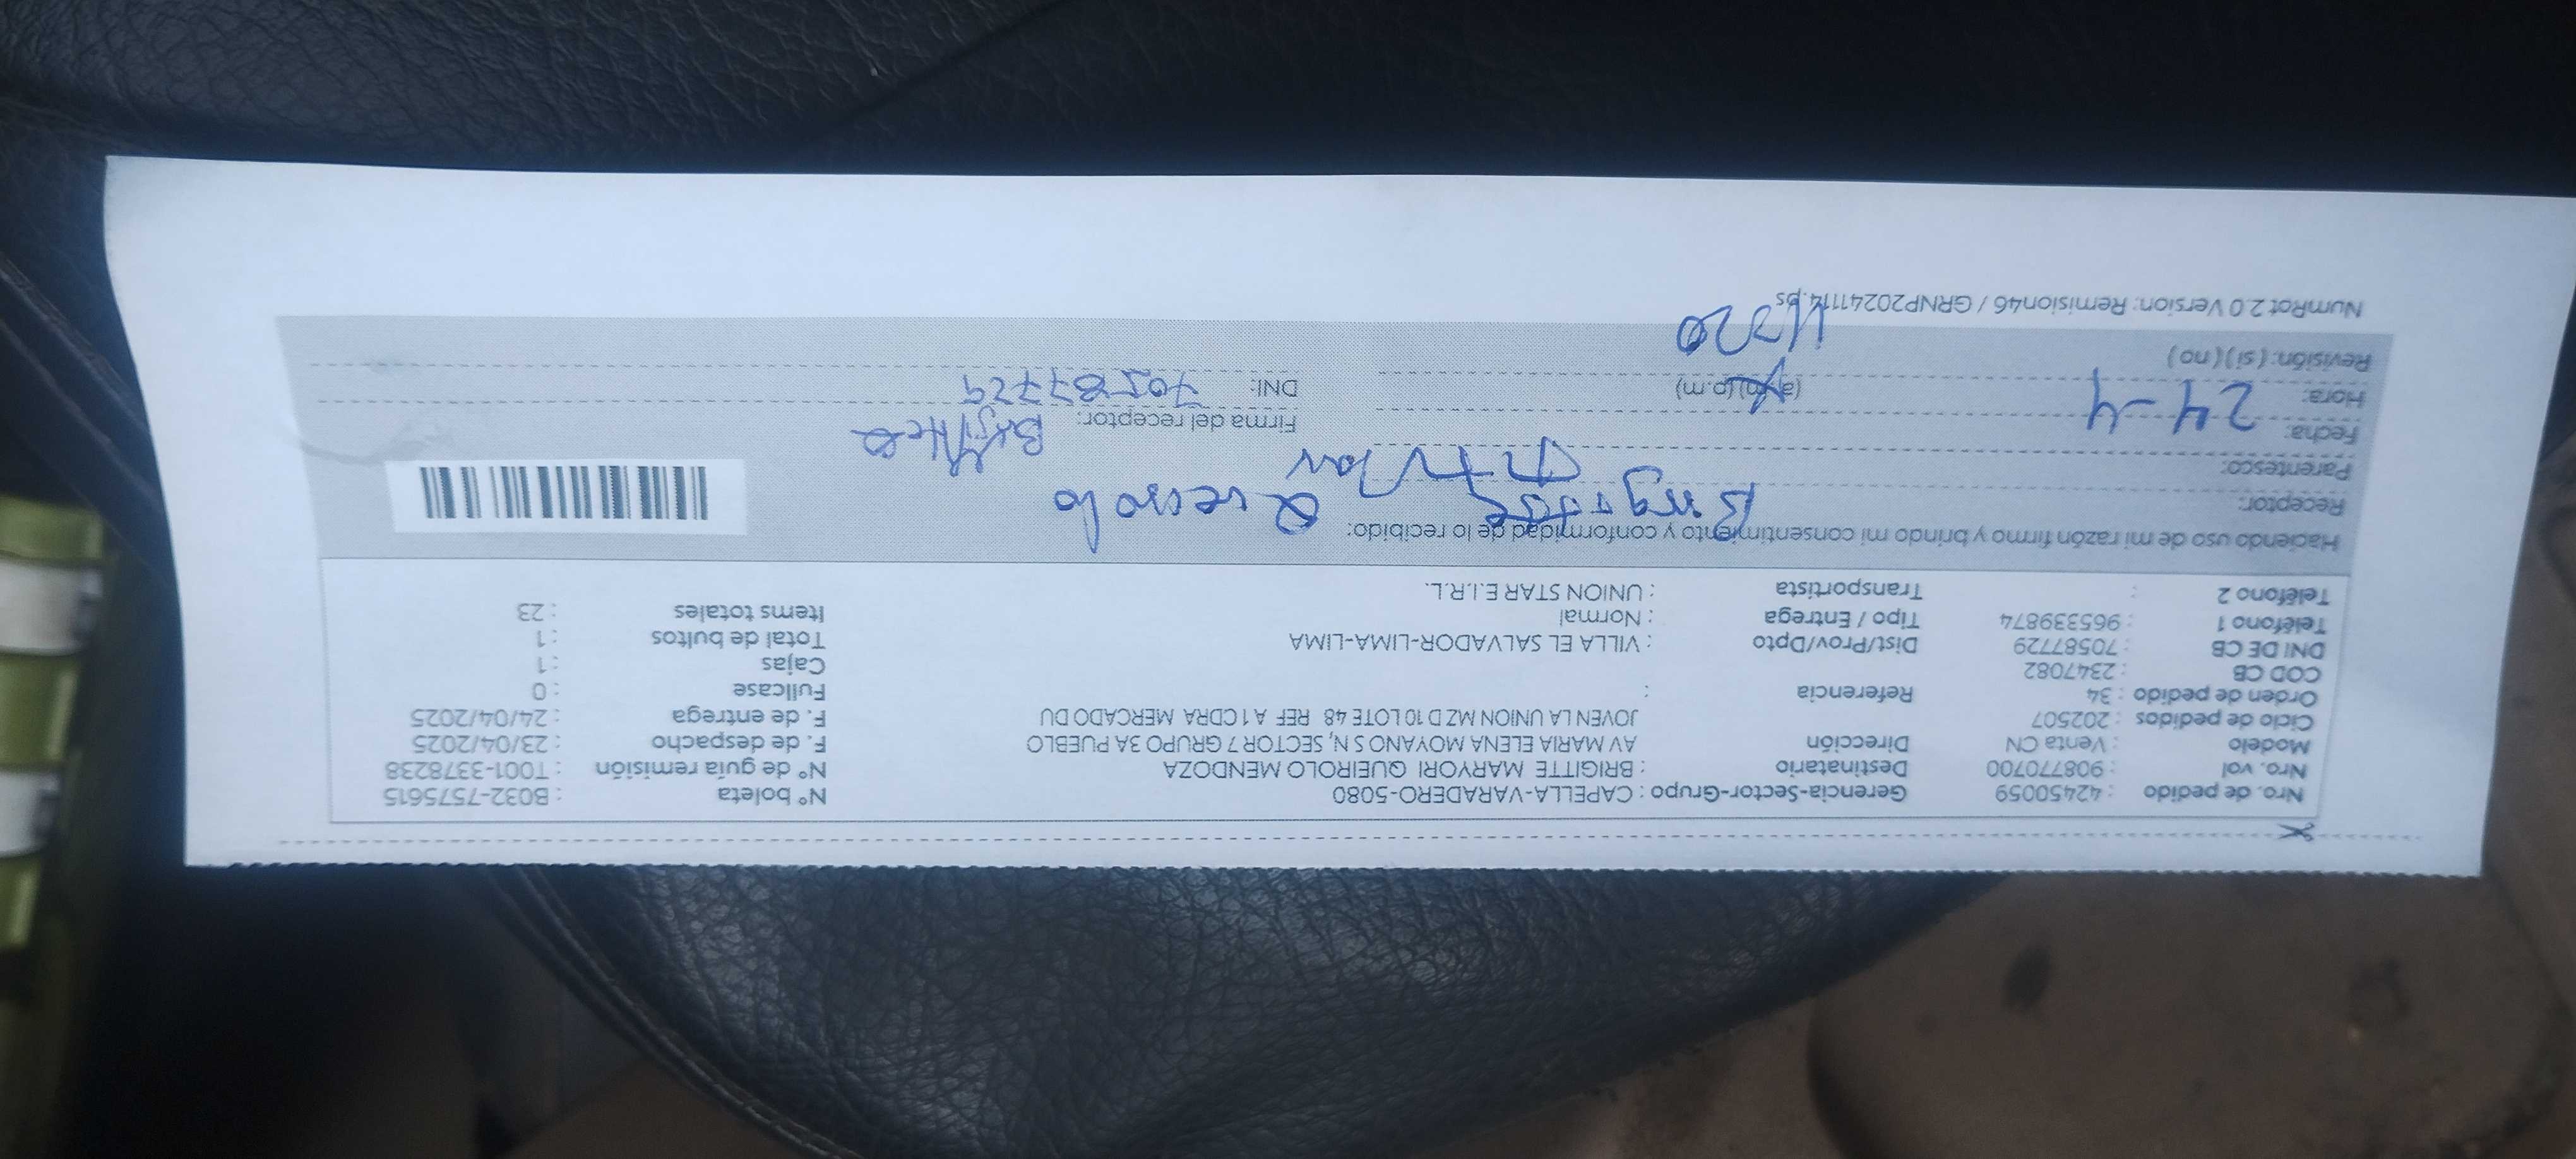 Nro. de pedido : 42450059 Gerencia-Sector-Grupo : CAPELLA-VARADERO-5080 N° boleta : B032-7575615
Nro. vol : 908770700 Destinatario : BRIGITTE MARYORI QUEIROLO MENDOZA N° de guía remisión : T001-3378238
Modelo : Venta CN Dirección AV MARIA ELENA MOYANO S N, SECTOR 7 GRUPO 3A PUEBLO F. de despacho : 23/04/2025
Ciclo de pedidos : 202507 JOVEN LA UNION MZ D 10 LOTE 48 REF A 1 CDRA MERCADO DU F. de entrega : 24/04/2025
Orden de pedido : 34 Referencia : Fullcase : 0
COD CB : 2347082 Cajas : 1
DNI DE CB : 70587729 Dist/Prov/Dpto : VILLA EL SALVADOR-LIMA-LIMA Total de bultos : 1
Teléfono 1 : 965339874 Tipo / Entrega : Normal Items totales : 23
Teléfono 2 : Transportista : UNION STAR E.I.R.L.
Haciendo uso de mi razón firmo y brindo mi consentimiento y conformidad de lo recibido:
Receptor:
Parentesco: Titular
Fecha: 24-4 Firma del receptor:
Hora: (a.m) (p.m) DNI: 70587729
Revisión: (si) (no)
NumRot 2.0 Version: Remision46 / GRNP20241114.ps